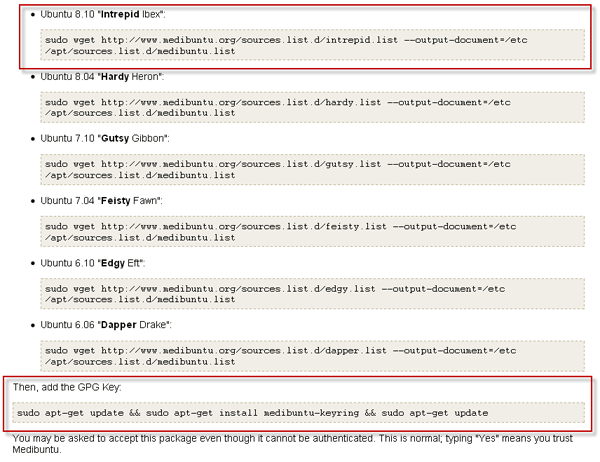 Ubuntu 8.10 "Intrepid Ibex":
sudo wget http://www.medibuntu.org/sources.list.d/intrepid.list --output-document=/etc
/apt/sources.list.d/medibuntu.list
Ubuntu 8.04 "Hardy Heron":
sudo wget http://www.medibuntu.org/sources.list.d/hardy.list --output-document=/etc
/apt/sources.list.d/medibuntu.list
Ubuntu 7.10 "Gutsy Gibbon":
sudo wget http://www.medibuntu.org/sources.list.d/gutsy.list --output-document=/etc
/apt/sources.list.d/medibuntu.list
Ubuntu 7.04 "Feisty Fawn":
sudo wget http://www.medibuntu.org/sources.list.d/feisty.list --output-document=/etc
/apt/sources.list.d/medibuntu.list
Ubuntu 6.10 "Edgy Eft":
sudo wget http://www.medibuntu.org/sources.list.d/edgy.list --output-document=/etc
/apt/sources.list.d/medibuntu.list
Ubuntu 6.06 "Dapper Drake":
sudo wget http://www.medibuntu.org/sources.list.d/dapper.list --output-document=/etc
/apt/sources.list.d/medibuntu.list
Then, add the GPG Key:
sudo apt-get update && sudo apt-get install medibuntu-keyring && sudo apt-get update
You may be asked to accept this package even though it cannot be authenticated. This is normal; typing "Yes" means you trust
Medibuntu.